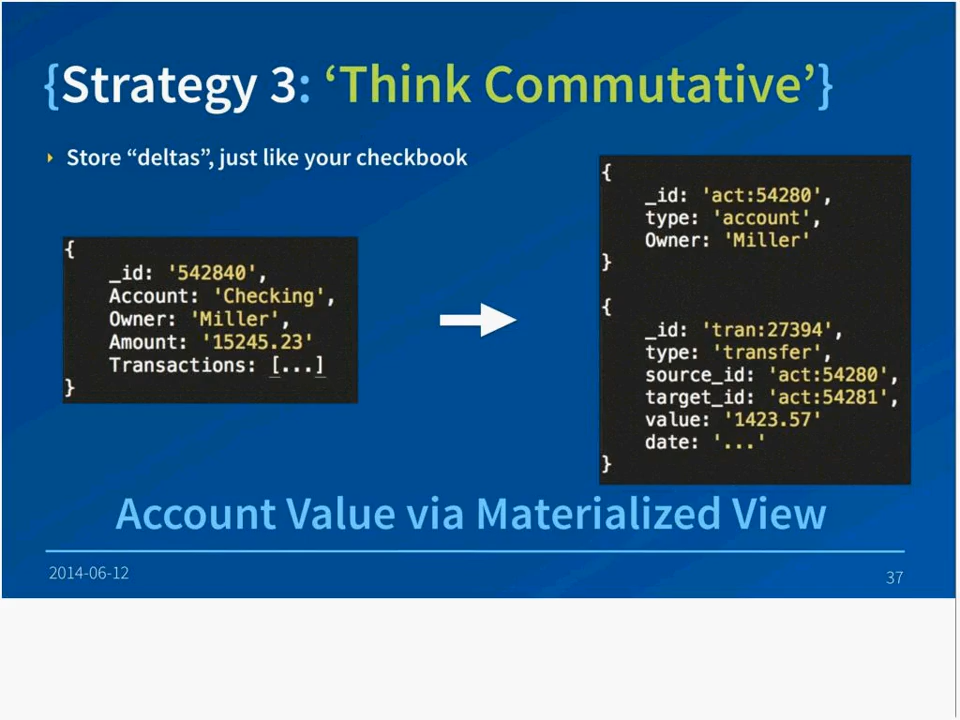 {Strategy 3: ‘Think Commutative’}
Store “deltas”, just like your checkbook
{
_id: '542840',
Account: 'Checking',
Owner: 'Miller',
Amount: '15245.23'
Transactions: [...]
}
{
_id: 'act:54280',
type: 'account',
Owner: 'Miller'
}
{
_id: 'tran:27394',
type: 'transfer',
source_id: 'act:54280',
target_id: 'act:54281',
value: '1423.57'
date: '...'
}
Account Value via Materialized View
2014-06-12
37